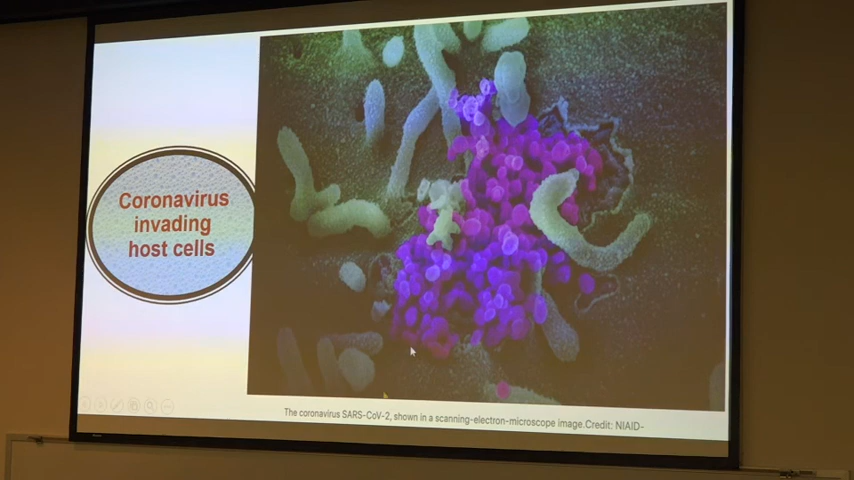 Coronavirus
invading
host cells
The coronavirus SARS-CoV-2, shown in a scanning-electron-microscope image.Credit: NIAID-